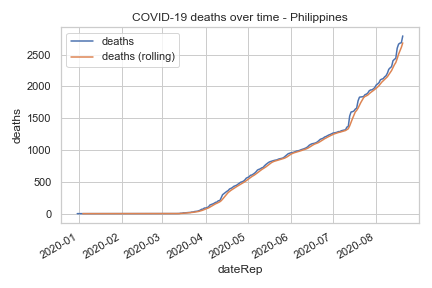 COVID-19 deaths over time - Philippines
deaths
deaths (rolling)
deaths
2500
2000
1500
1000
500
0
2020-01
2020-02
2020-03
2020-04
2020-05
2020-06
2020-07
2020-08
dateRep